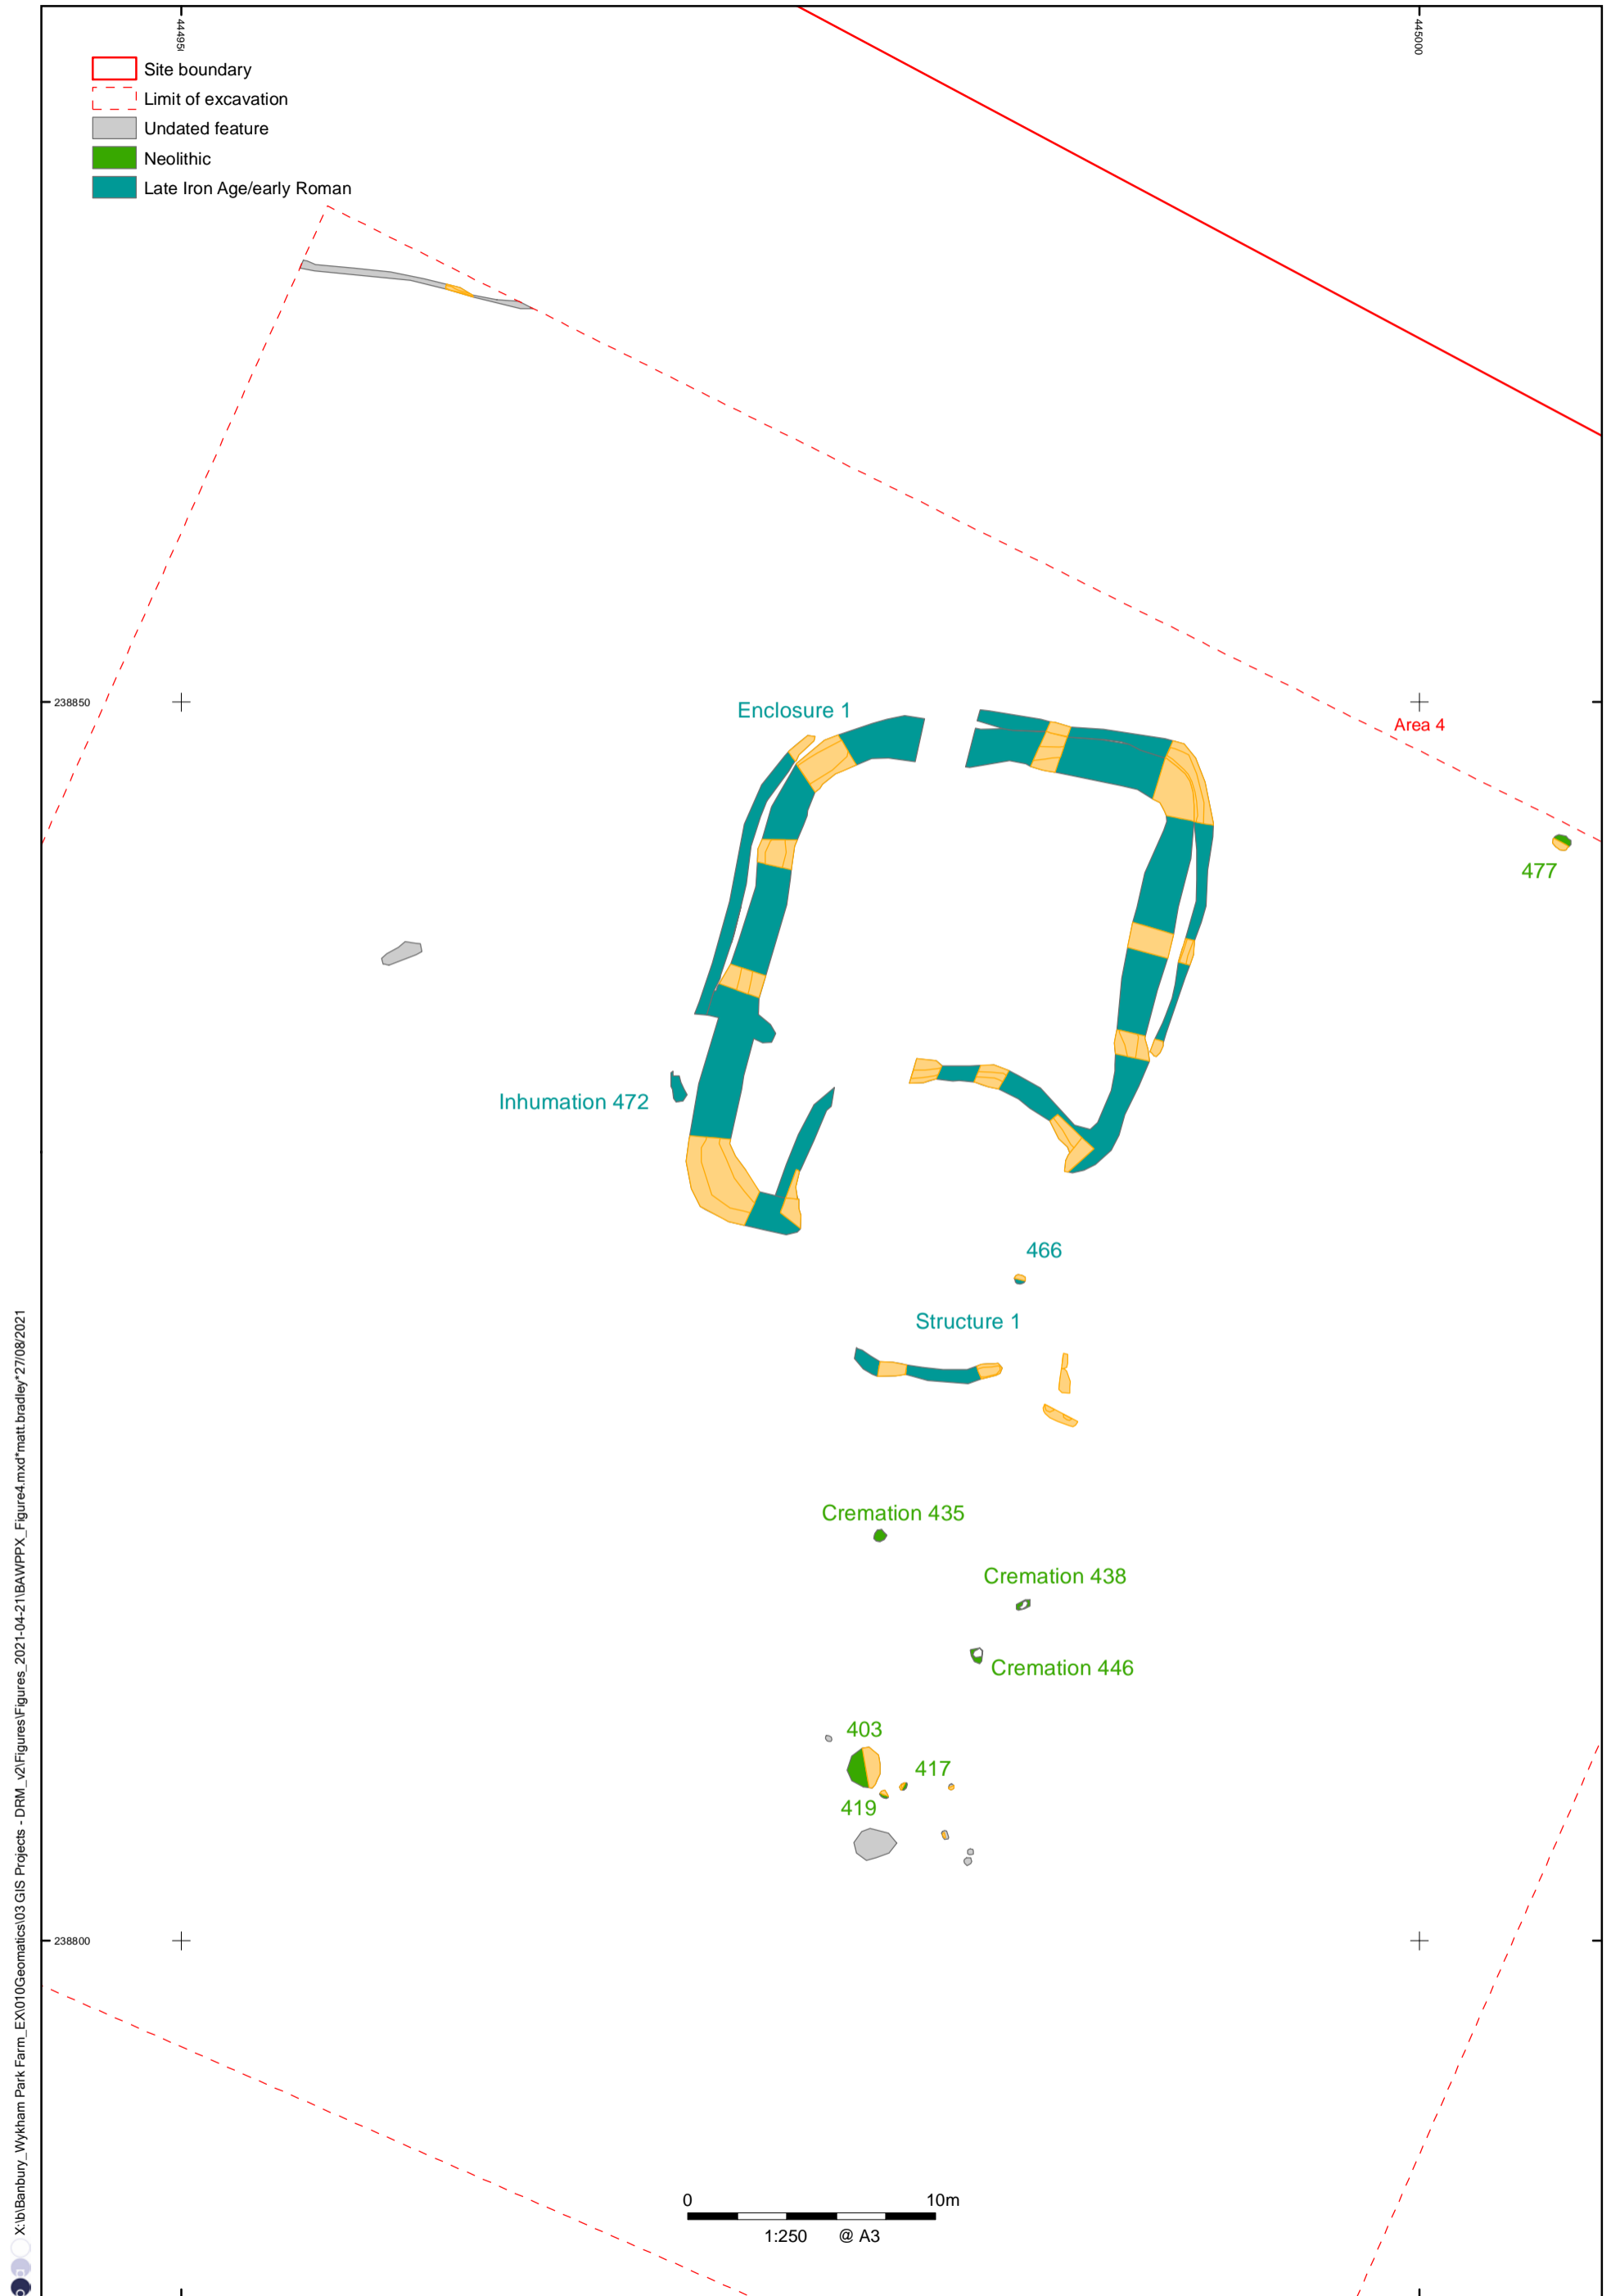 445000
Site boundary
Limit of excavation
Undated feature
Neolithic
Late Iron Age/early Roman
238850
Enclosure 1
Area 4
477
Inhumation 472
466
Structure 1
Cremation 435
Cremation 438
Cremation 446
403
417
419
238800
0 10m
1:250 @ A3
X:\b\Banbury_Wykham Park Farm_EX\010Geomatics\03 GIS Projects - DRM_v2\Figures\Figures_2021-04-21\BAWPPX_Figure4.mxd*matt.bradley*27/08/2021